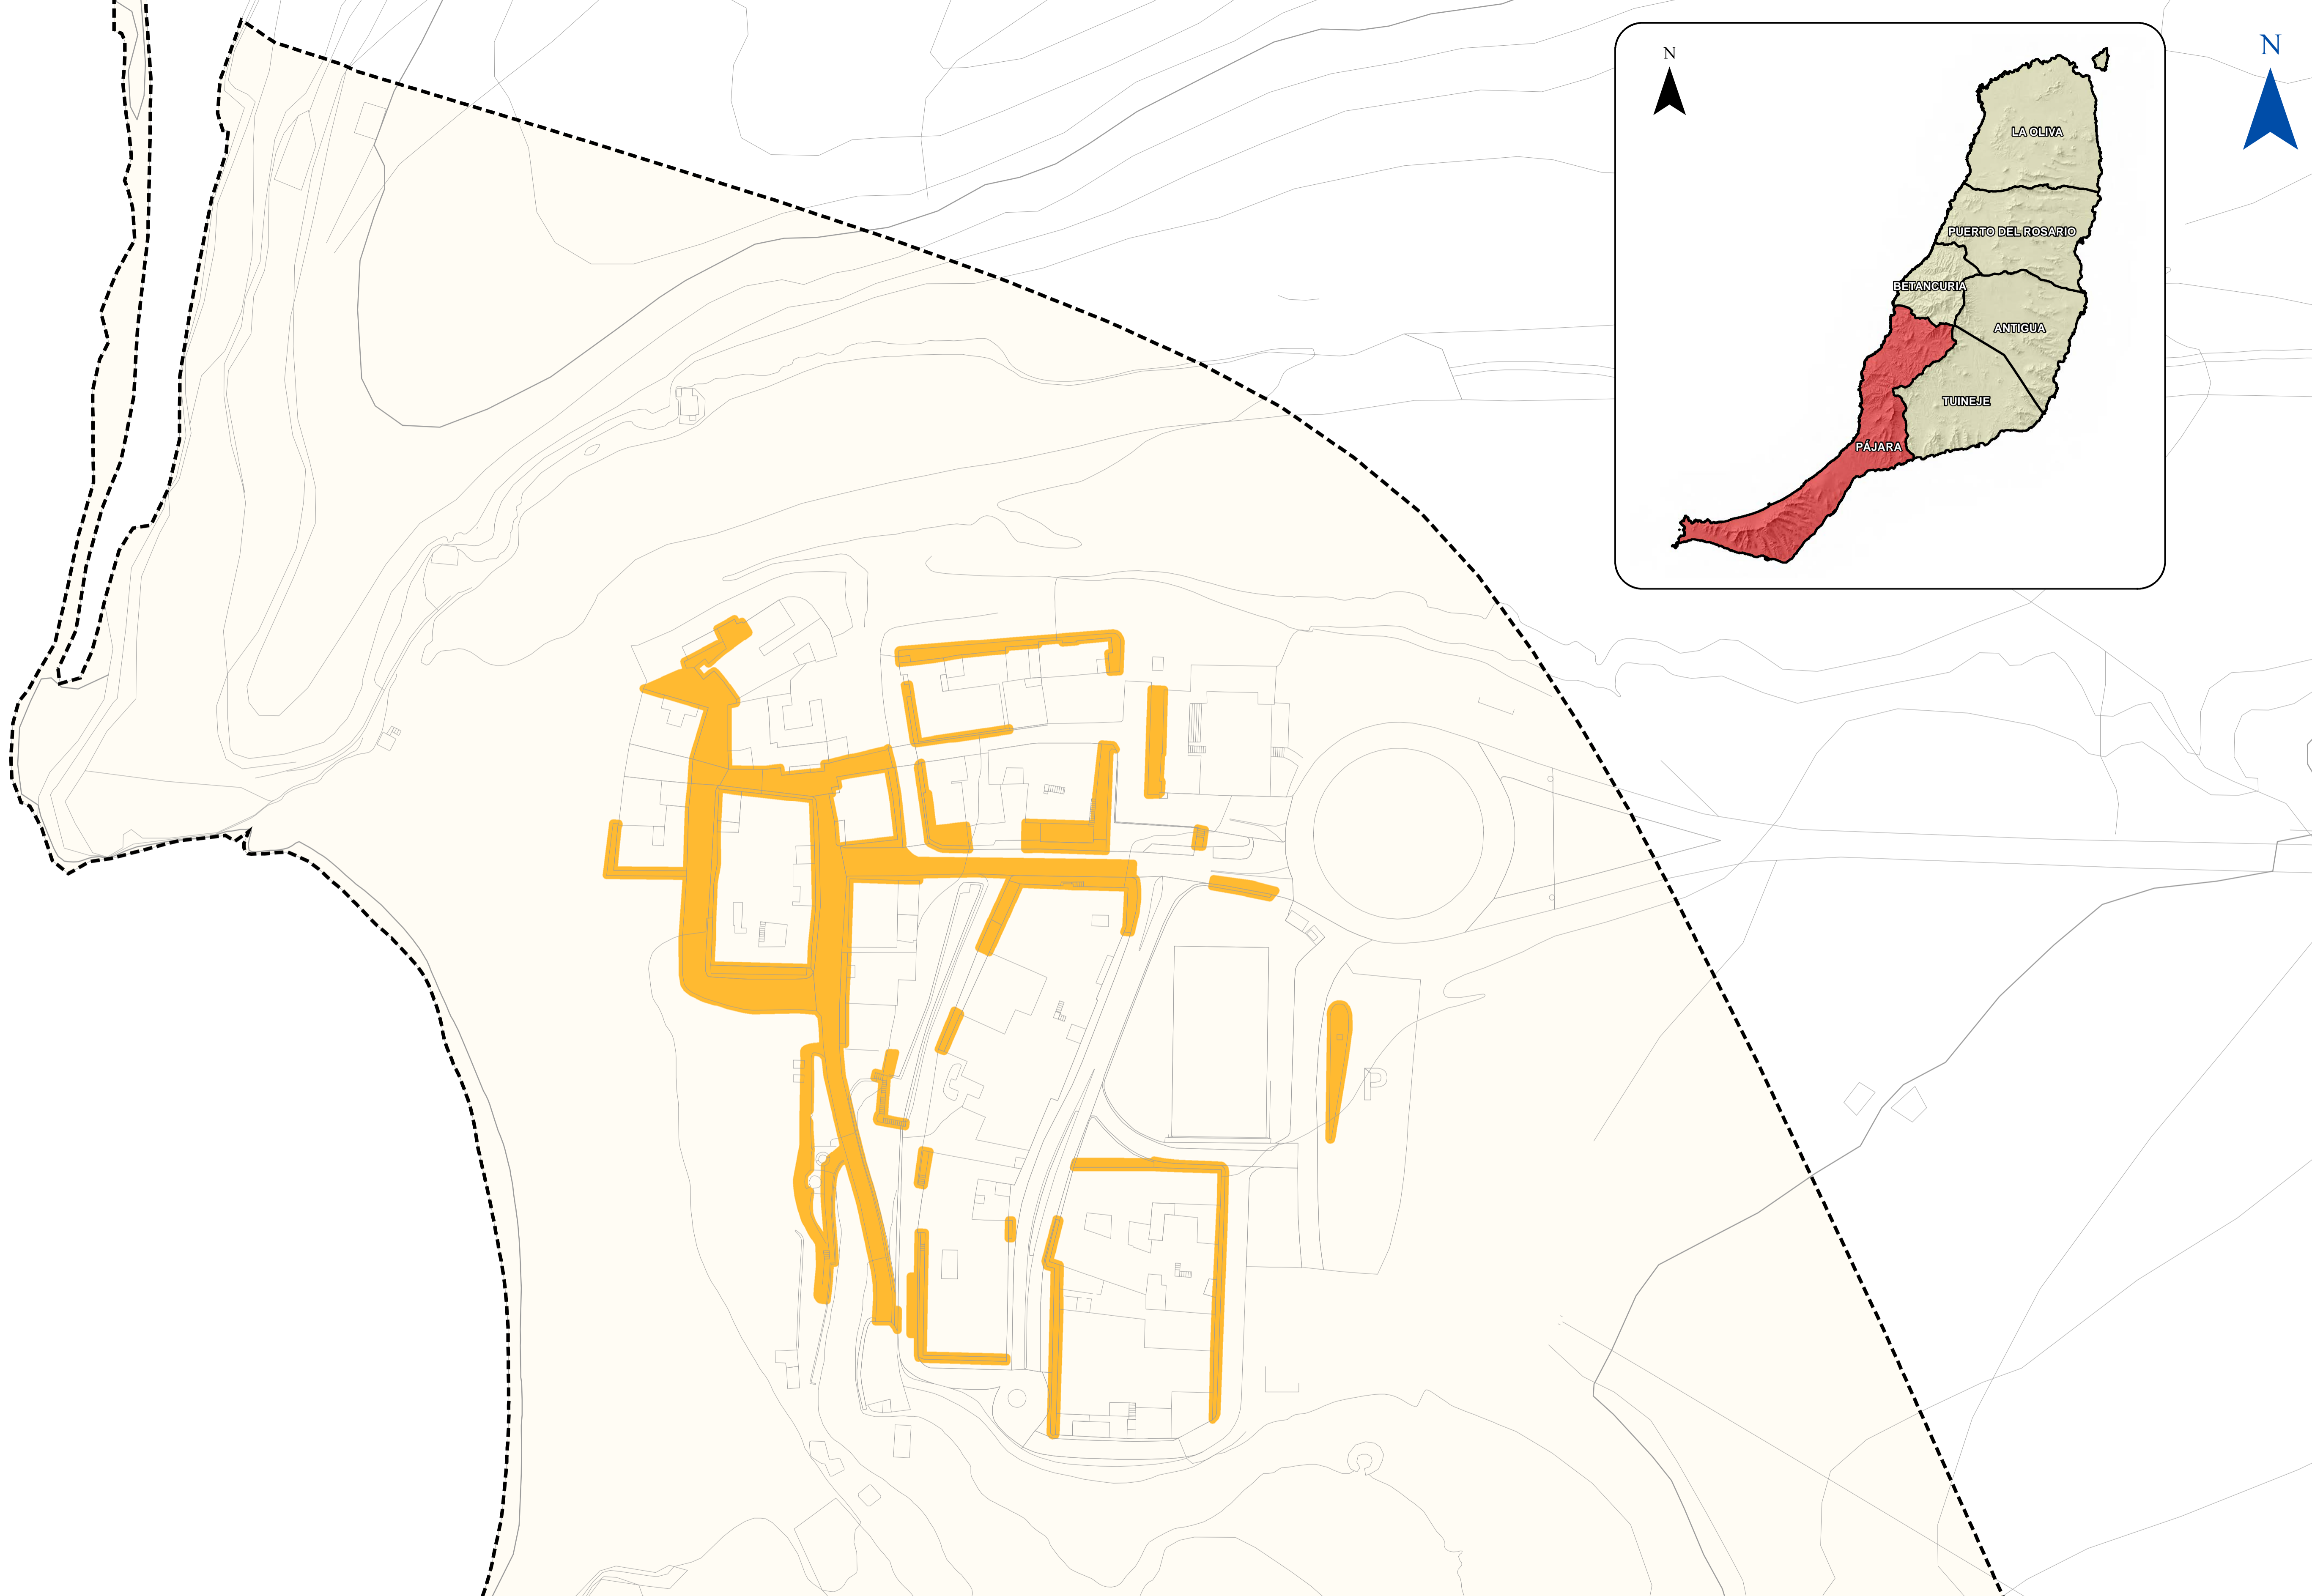 N
N
LA OLIVA
PUERTO DEL ROSARIO
BETANCURIA
ANTIGUA
TUINEJE
PÁJARA
P